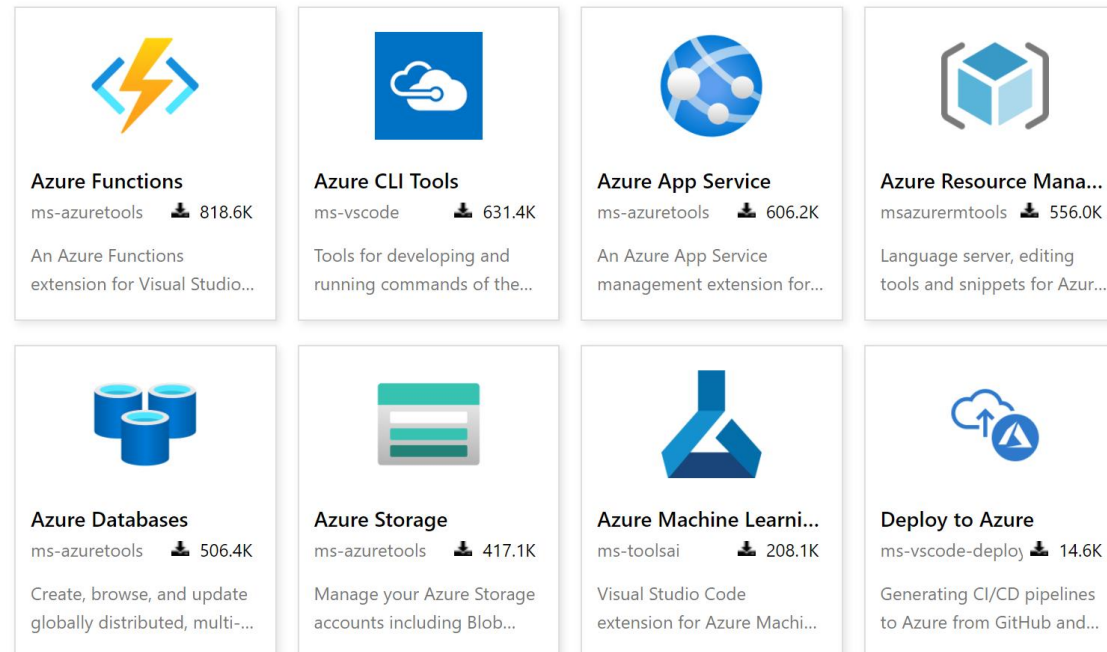 Azure Functions
ms-azuretools 818.6K
An Azure Functions
extension for Visual Studio...
Azure CLI Tools
ms-vscode 631.4K
Tools for developing and
running commands of the...
Azure App Service
ms-azuretools 606.2K
An Azure App Service
management extension for...
Azure Resource Mana...
msazurermtools 556.0K
Language server, editing
tools and snippets for Azur...
Azure Databases
ms-azuretools 506.4K
Create, browse, and update
globally distributed, multi-...
Azure Storage
ms-azuretools 417.1K
Manage your Azure Storage
accounts including Blob...
Azure Machine Learni...
ms-toolsai 208.1K
Visual Studio Code
extension for Azure Machi...
Deploy to Azure
ms-vscode-deploy 14.6K
Generating CI/CD pipelines
to Azure from GitHub and...